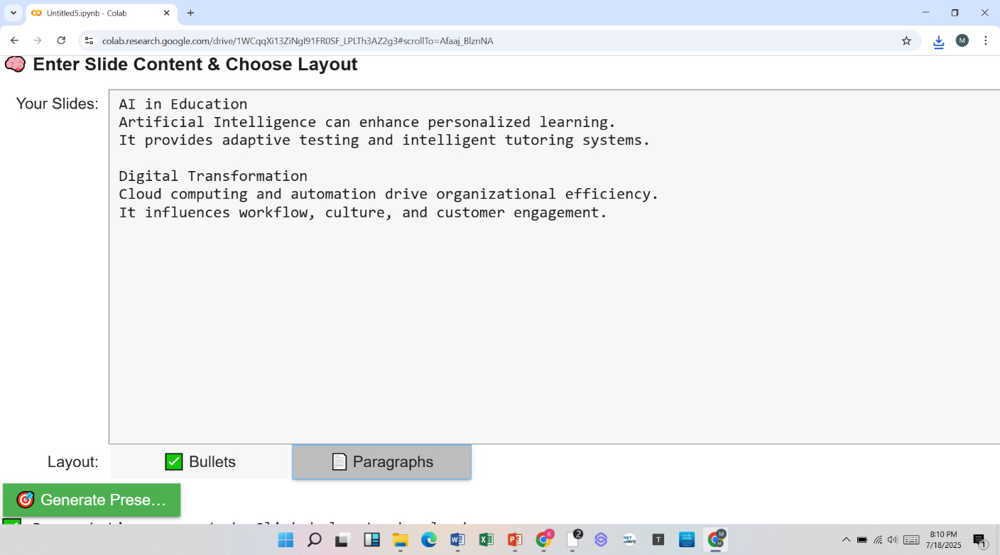 Untitled5.ipynb - Colab
colab.research.google.com/drive/1WCqqXi13ZiNgI91FR0SF_LPLTh3AZ2g3#scrollTo=Afaaj_BlznNA
M
Enter Slide Content & Choose Layout
Your Slides:
AI in Education
Artificial Intelligence can enhance personalized learning.
It provides adaptive testing and intelligent tutoring systems.
Digital Transformation
Cloud computing and automation drive organizational efficiency.
It influences workflow, culture, and customer engagement.
Layout:
Bullets
Paragraphs
Generate Prese...
K
2
T
M
8:10 PM
7/18/2025
1